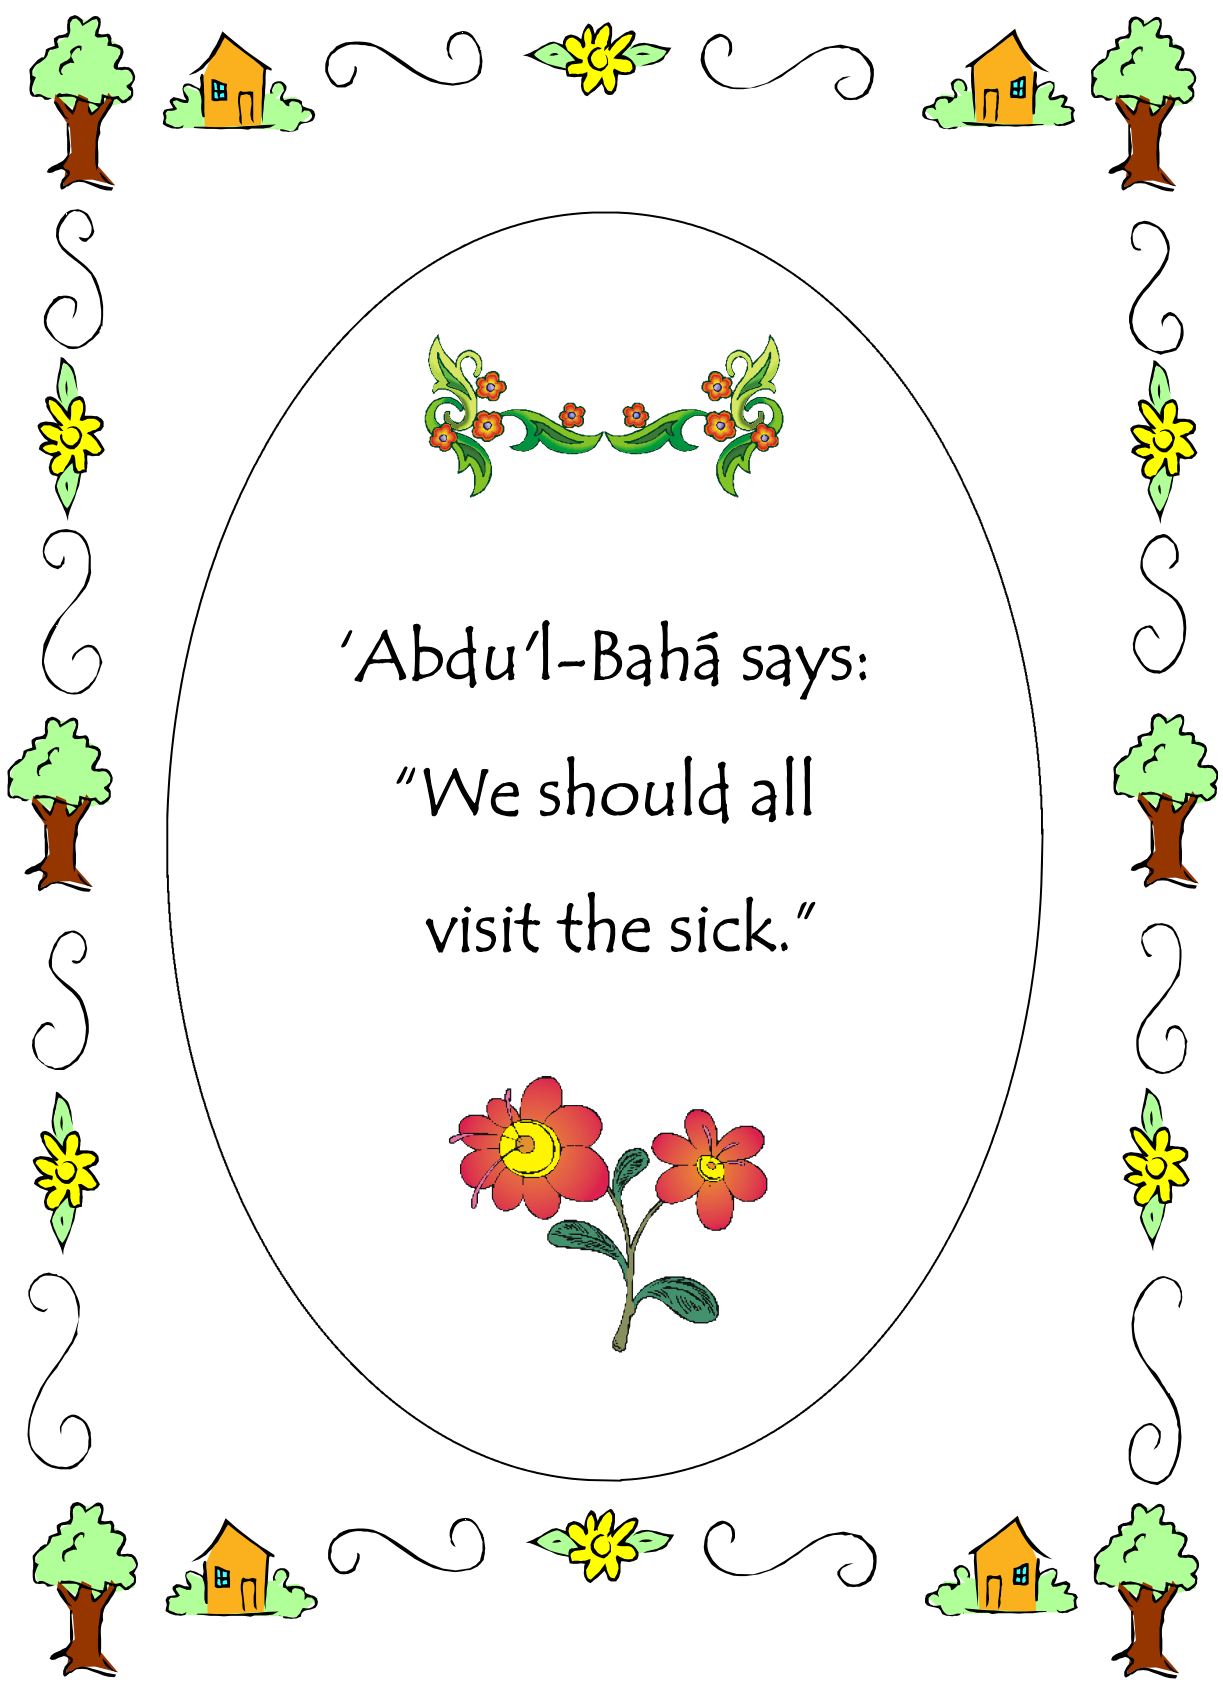 ‘Abdu’l-Bahá says:
“We should all
visit the sick.”